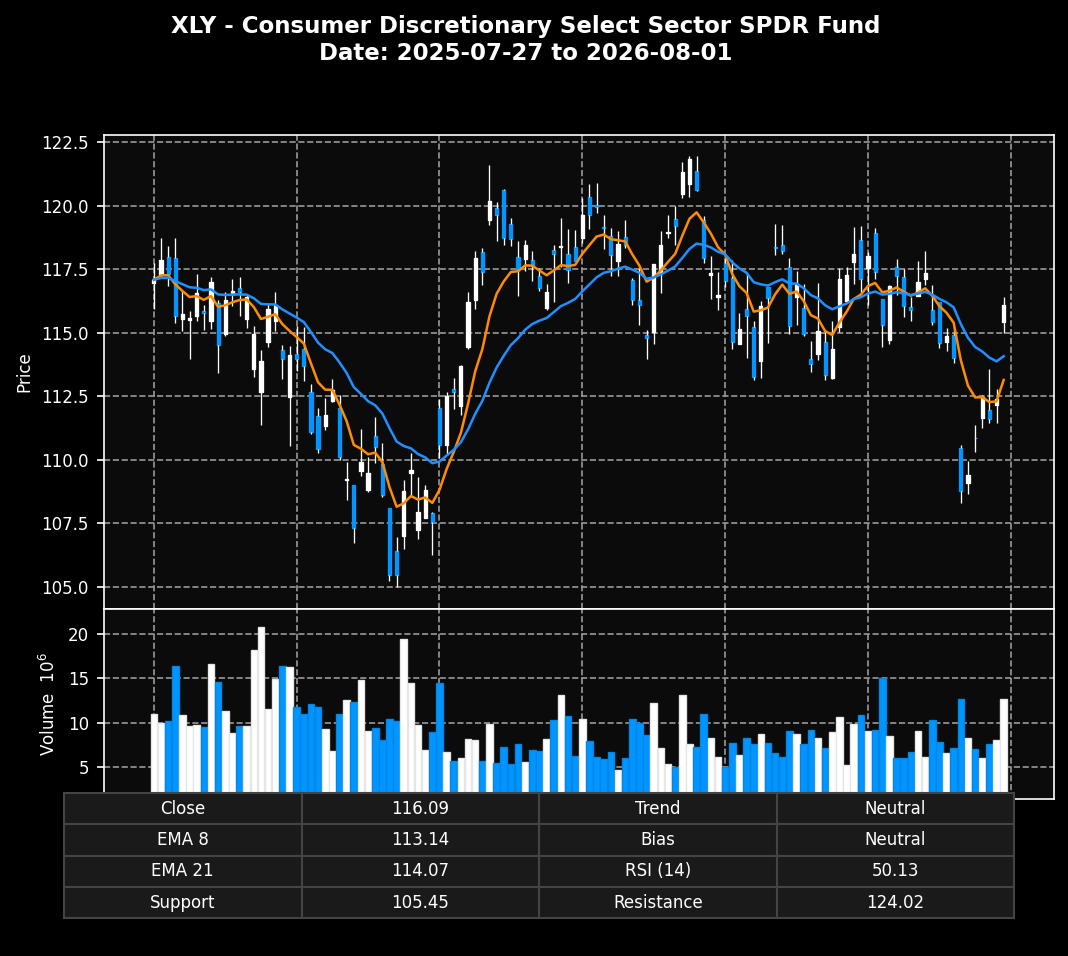 XLY - Consumer Discretionary Select Sector SPDR Fund
Date: 2025-07-27 to 2026-08-01
122.5
120.0
117.5
115.0
112.5
110.0
107.5
105.0
Price
20
15
10
5
Volume 10^6
Close 116.09 Trend Neutral
EMA 8 113.14 Bias Neutral
EMA 21 114.07 RSI (14) 50.13
Support 105.45 Resistance 124.02